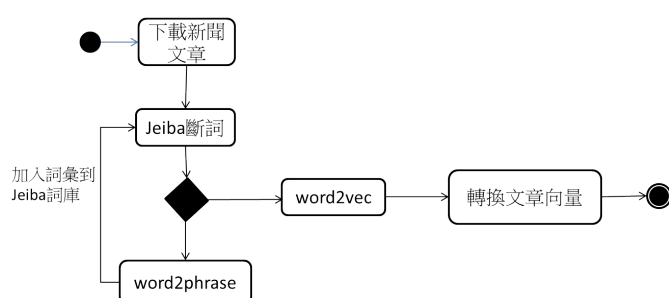 下載新聞
文章
Jeiba斷詞
加入詞彙到
Jeiba詞庫
word2vec
轉換文章向量
word2phrase